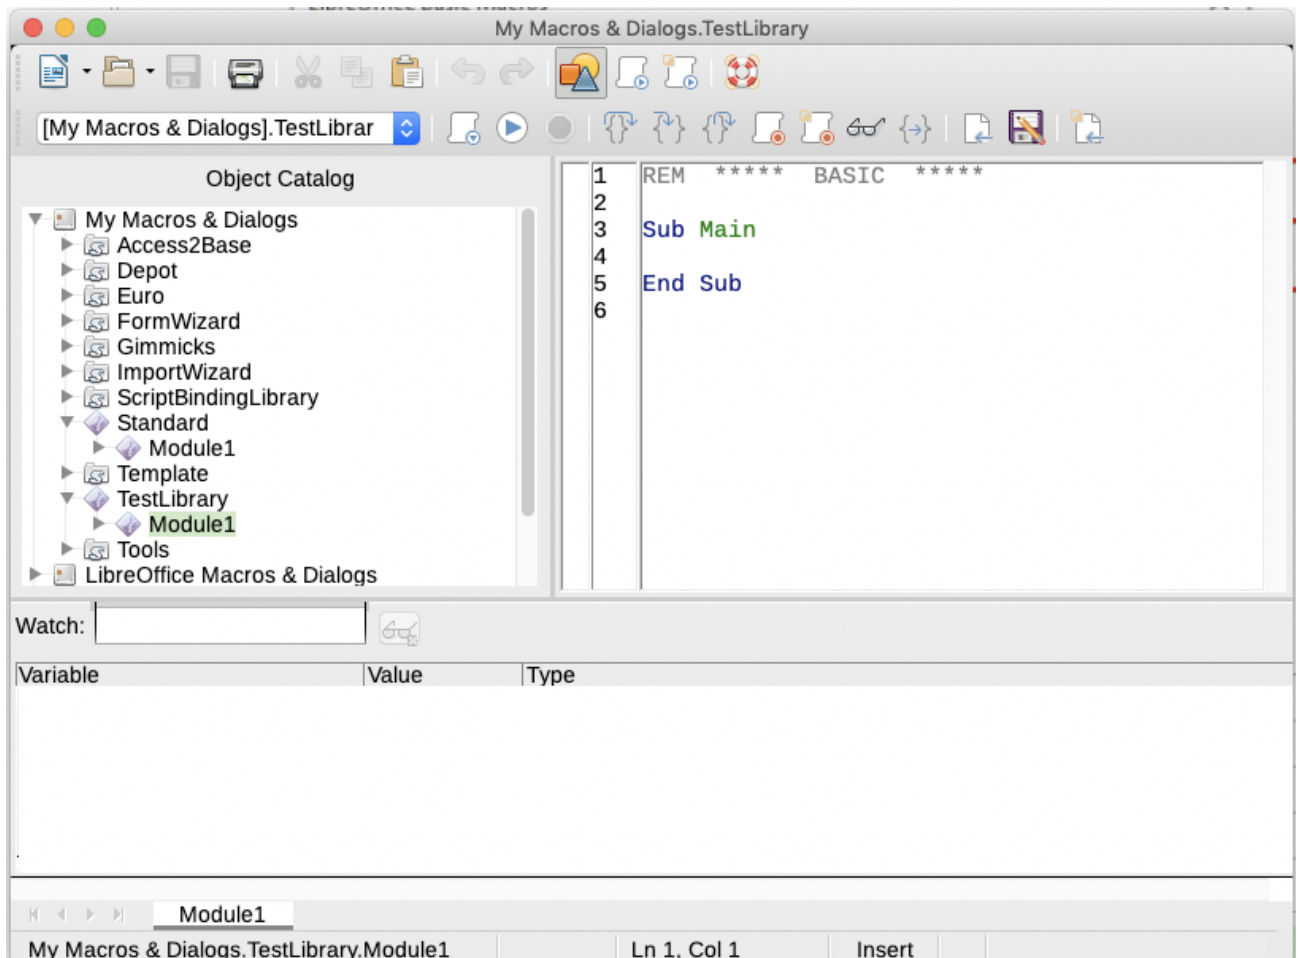 My Macros & Dialogs.TestLibrary
[My Macros & Dialogs].TestLibrar
Object Catalog
My Macros & Dialogs
Access2Base
Depot
Euro
FormWizard
Gimmicks
ImportWizard
ScriptBindingLibrary
Standard
Module1
Template
TestLibrary
Module1
Tools
LibreOffice Macros & Dialogs
1 REM ***** BASIC *****
2
3 Sub Main
4
5 End Sub
6
Watch:
Variable Value Type
Module1
My Macros & Dialogs.TestLibrary.Module1 Ln 1, Col 1 Insert